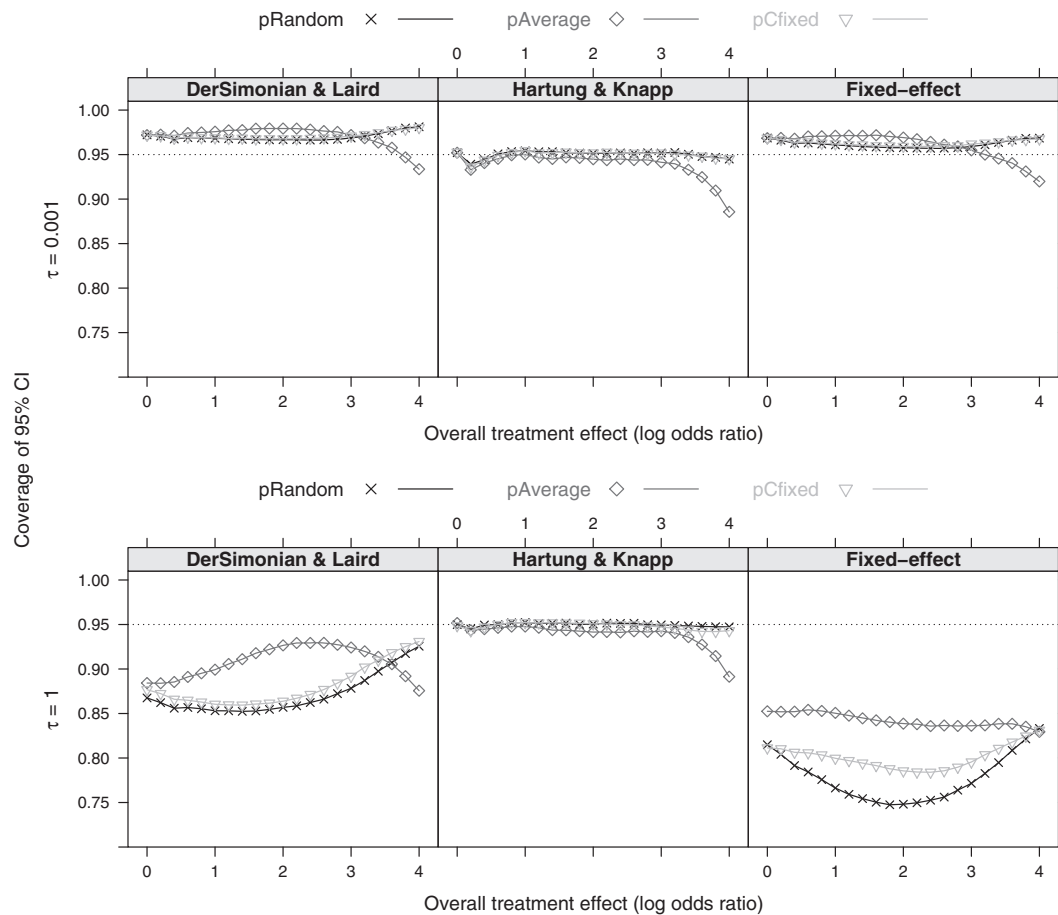 pRandom pAverage pCfixed
0 1 2 3 4
DerSimonian & Laird Hartung & Knapp Fixed−effect
1.00
0.95
0.90
0.85
0.80
0.75
τ = 0.001
0 1 2 3 4 0 1 2 3 4
Overall treatment effect (log odds ratio)
Coverage of 95% CI
pRandom pAverage pCfixed
0 1 2 3 4
DerSimonian & Laird Hartung & Knapp Fixed−effect
1.00
0.95
0.90
0.85
0.80
0.75
τ = 1
0 1 2 3 4 0 1 2 3 4
Overall treatment effect (log odds ratio)